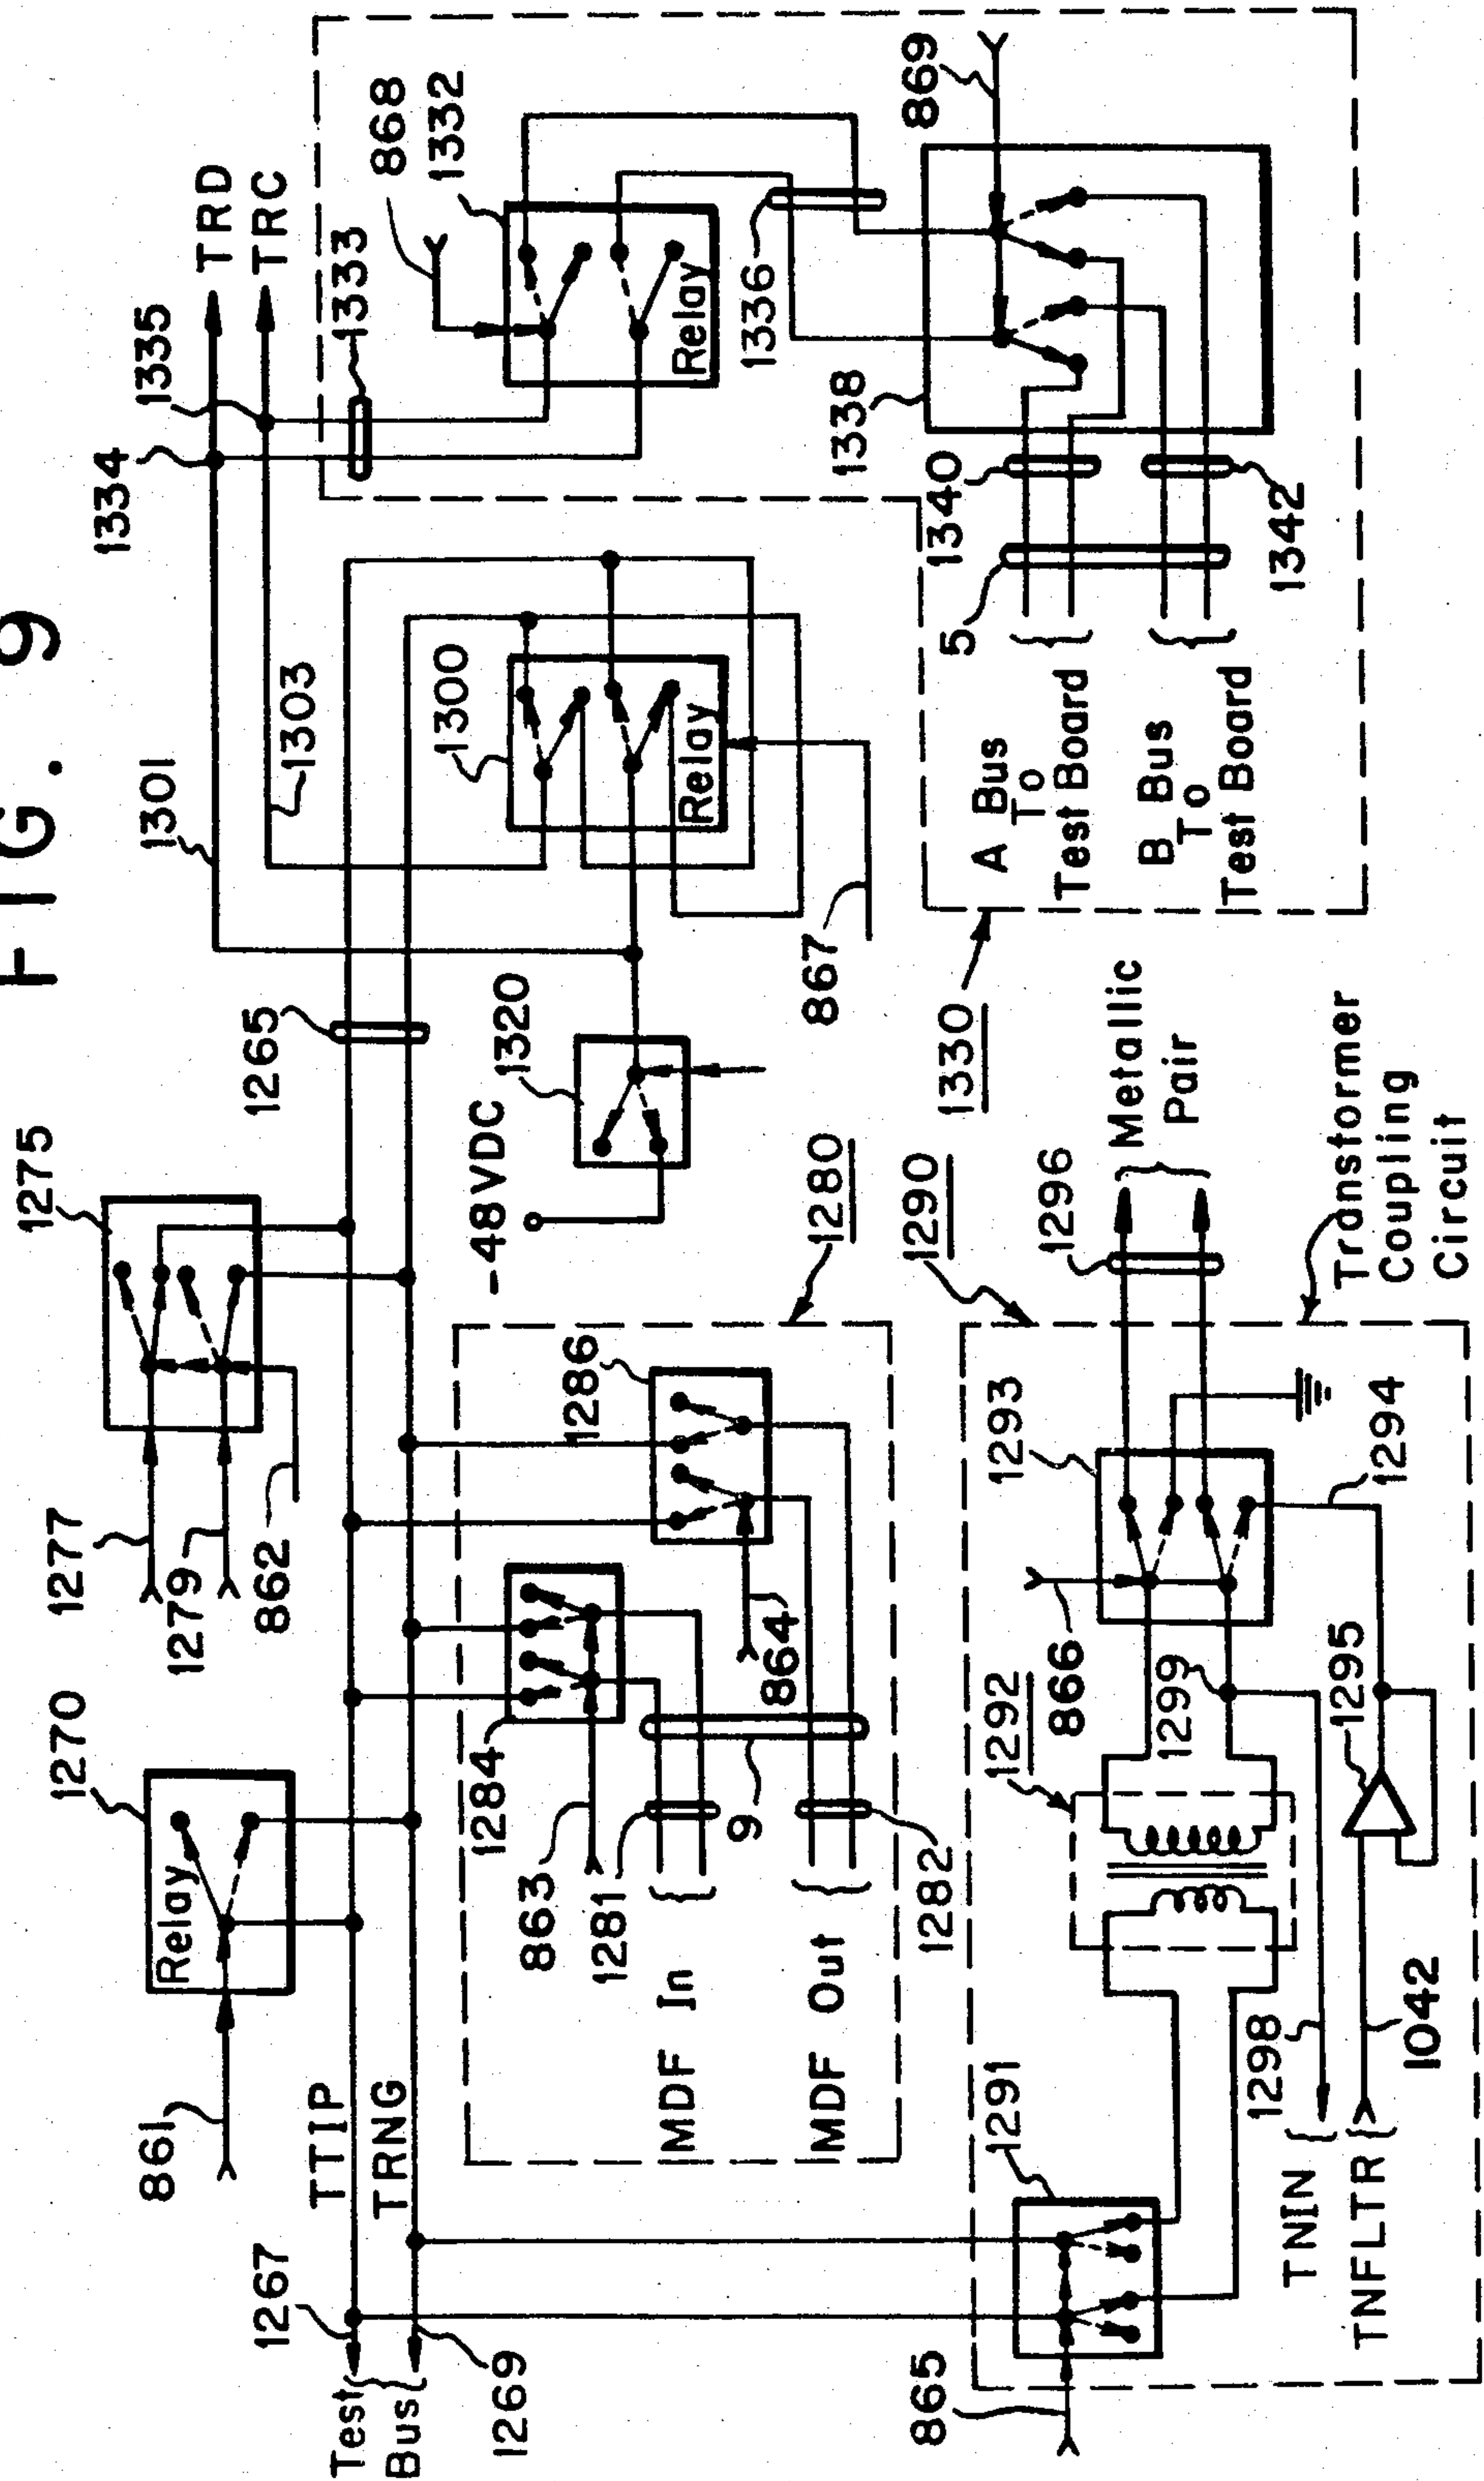 FIG. 9
1334
1335
TRD
TRC
1301
1303
1333
868
1332
Relay
1275
1265
1300
Relay
1336
1277
1279
862
1320
-48VDC
867
1338
869
1270
Relay
861
TTIP
TRNG
1267
Test
Bus
1269
1284
1286
1280
863
1281
864
9
MDF In
MDF Out
1282
5
1340
1342
A Bus
To
Test Board
B Bus
To
Test Board
1330
1290
1296
Metallic
Pair
1293
866
1292
1299
1295
1294
Transformer
Coupling
Circuit
1291
865
1298
TNIN
TNFLTR
1042